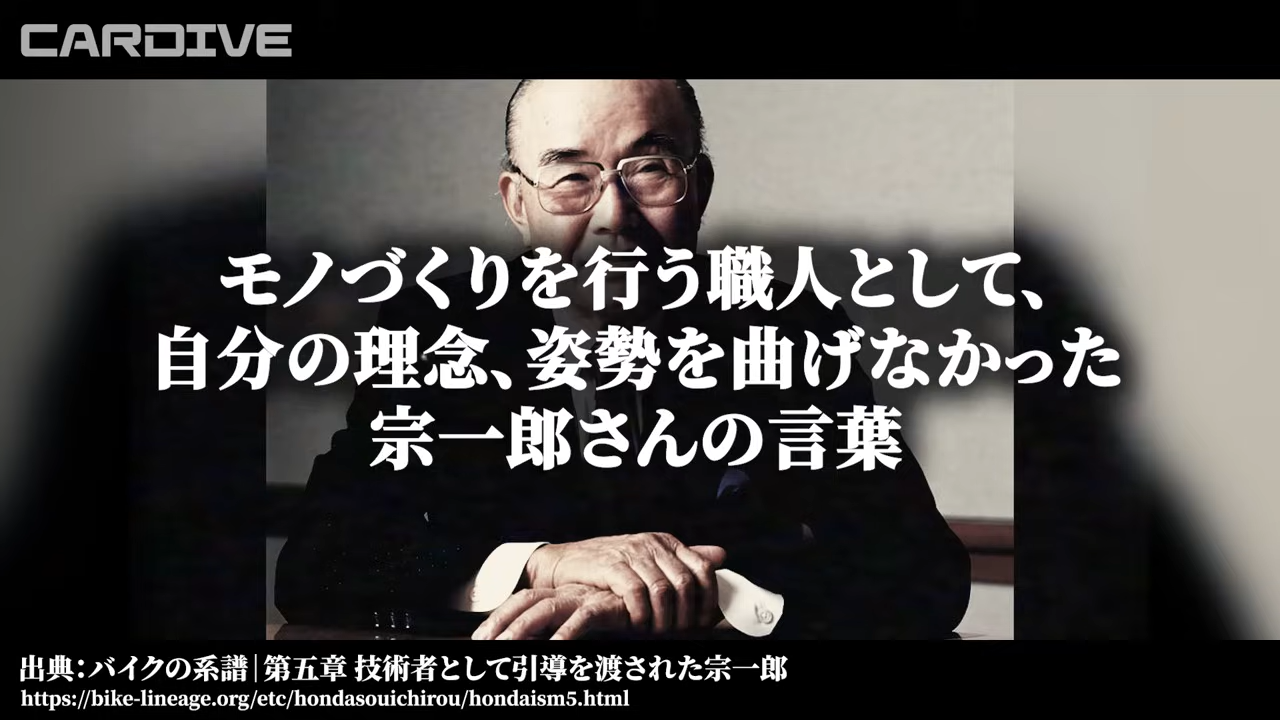 CARDIVE
モノづくりを行う職人として、
自分の理念、姿勢を曲げなかった
宗一郎さんの言葉
出典：バイクの系譜｜第五章 技術者として引導を渡された宗一郎
https://bike-lineage.org/etc/hondasouichirou/hondaism5.html